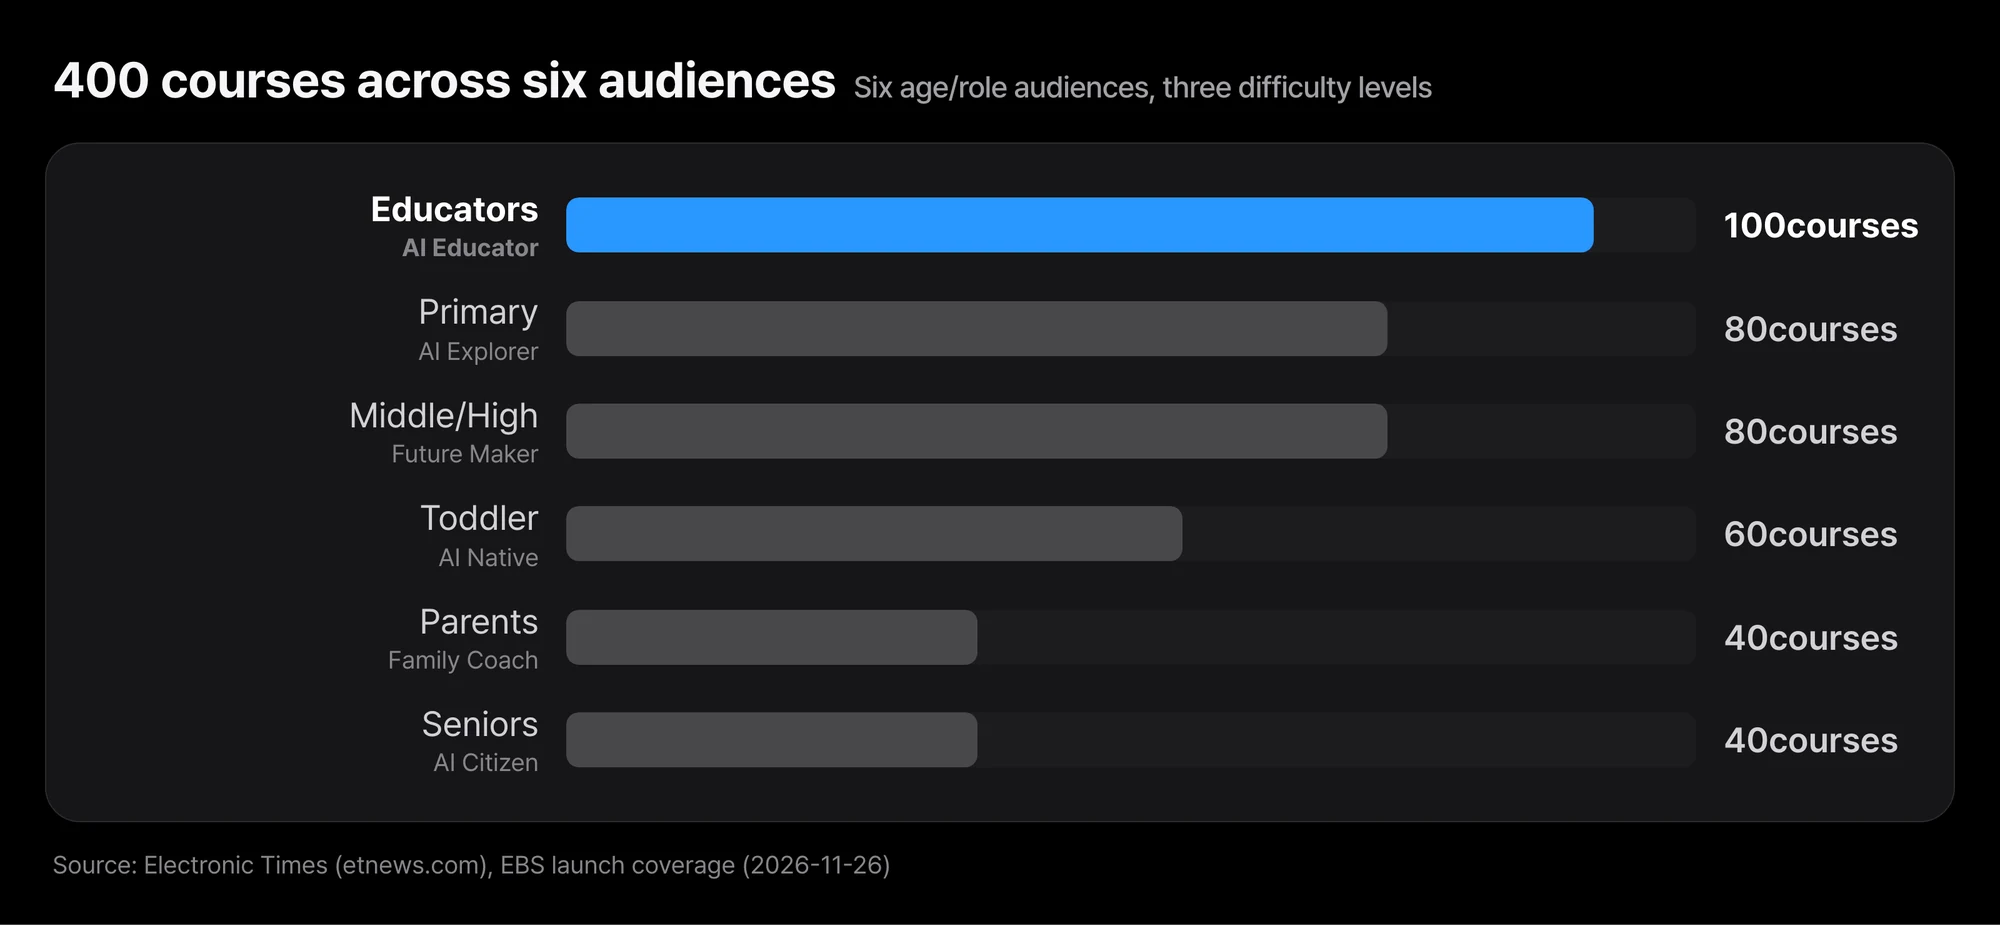 400 courses across six audiences Six age/role audiences, three difficulty levels
Educators
AI Educator
100courses
Primary
AI Explorer
80courses
Middle/High
Future Maker
80courses
Toddler
AI Native
60courses
Parents
Family Coach
40courses
Seniors
AI Citizen
40courses
Source: Electronic Times (etnews.com), EBS launch coverage (2026-11-26)